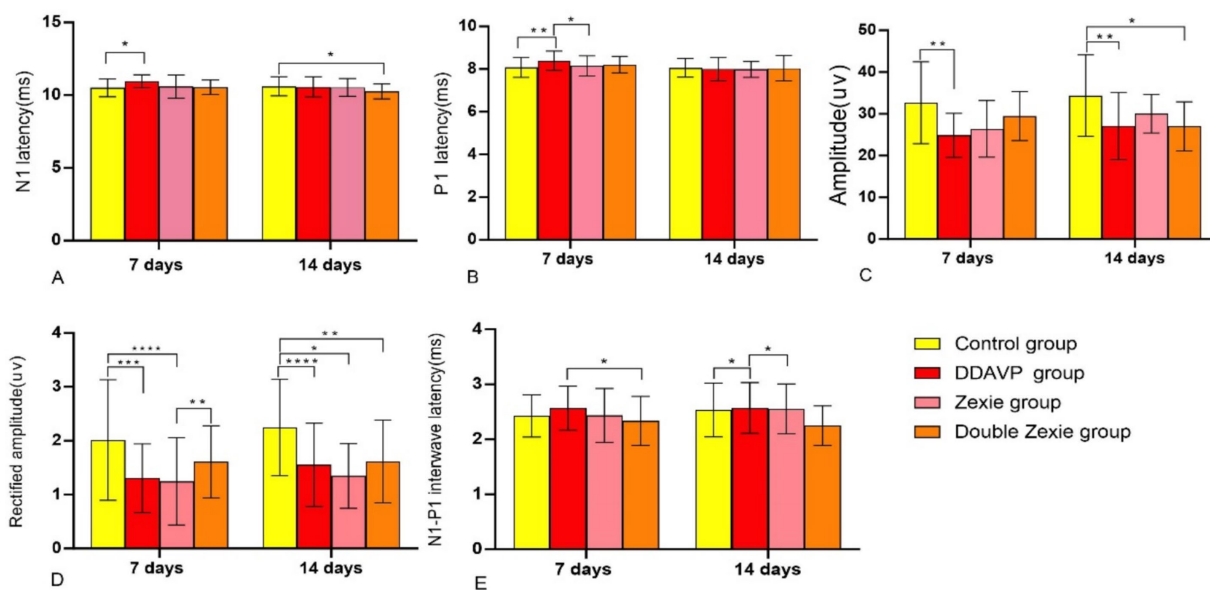 15
10
5
0
N1 latency(ms)
*
*
7 days
14 days
A
10
8
6
4
2
0
P1 latency(ms)
**
*
7 days
14 days
B
50
40
30
20
10
0
Amplitude(uv)
**
**
*
7 days
14 days
C
4
3
2
1
0
Rectified amplitude(uv)
****
***
**
**
*
****
7 days
14 days
D
4
3
2
1
0
N1-P1 interwave latency(ms)
*
*
*
7 days
14 days
E
Control group
DDAVP group
Zexie group
Double Zexie group